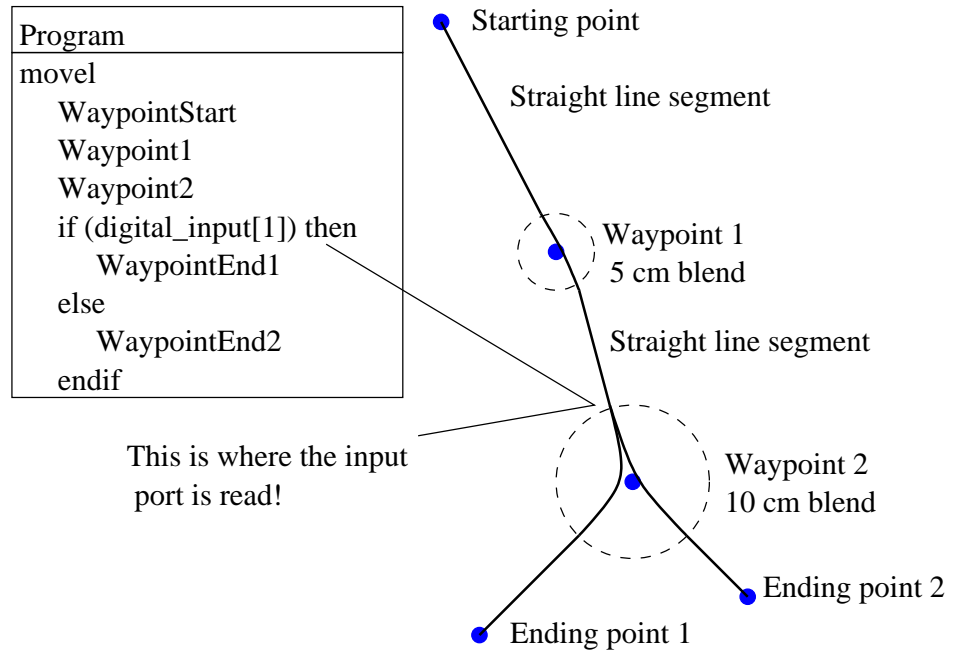 Program
movel
WaypointStart
Waypoint1
Waypoint2
if (digital_input[1]) then
WaypointEnd1
else
WaypointEnd2
endif
Starting point
Straight line segment
Waypoint 1
5 cm blend
Straight line segment
This is where the input
port is read!
Waypoint 2
10 cm blend
Ending point 2
Ending point 1